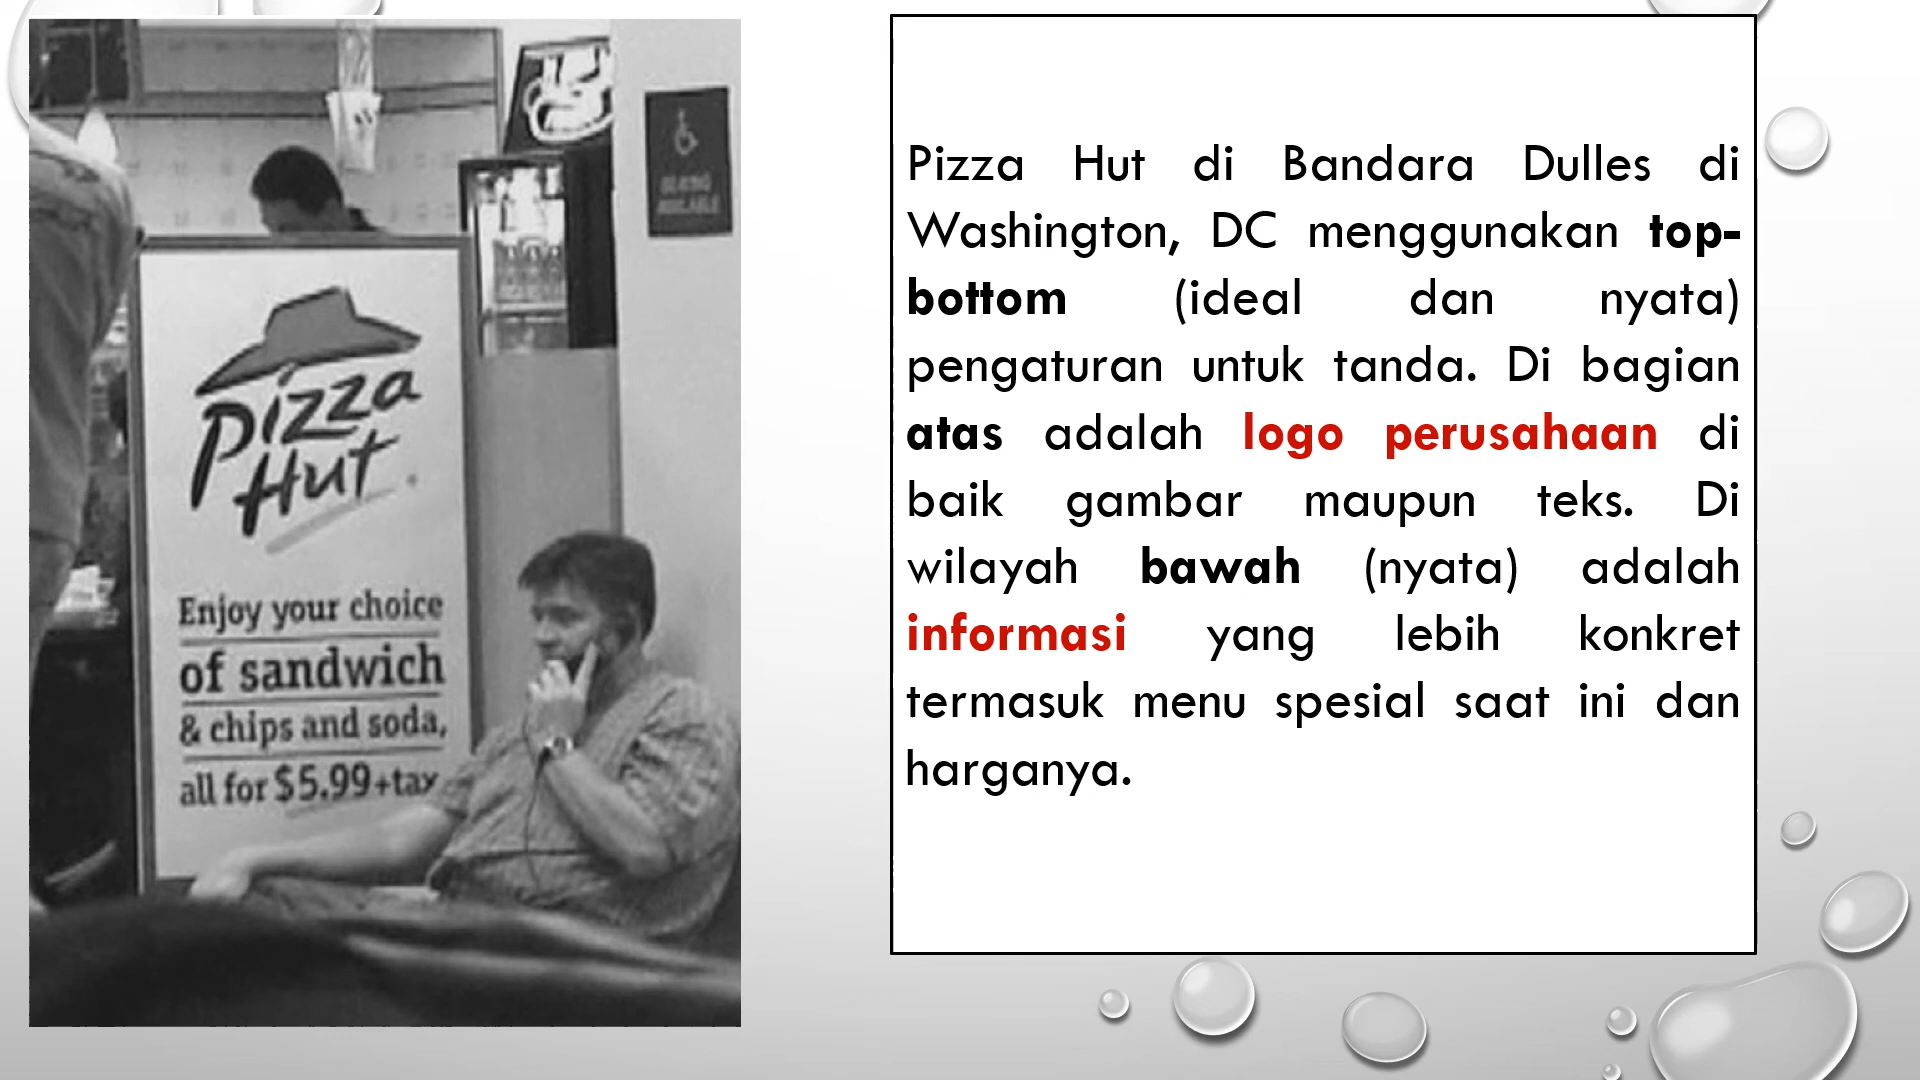 Pizza
Hut
Enjoy your choice
of sandwich
& chips and soda,
all for $5.99+tax
Pizza Hut di Bandara Dulles di
Washington, DC menggunakan top-
bottom (ideal dan nyata)
pengaturan untuk tanda. Di bagian
atas adalah logo perusahaan di
baik gambar maupun teks. Di
wilayah bawah (nyata) adalah
informasi yang lebih konkret
termasuk menu spesial saat ini dan
harganya.